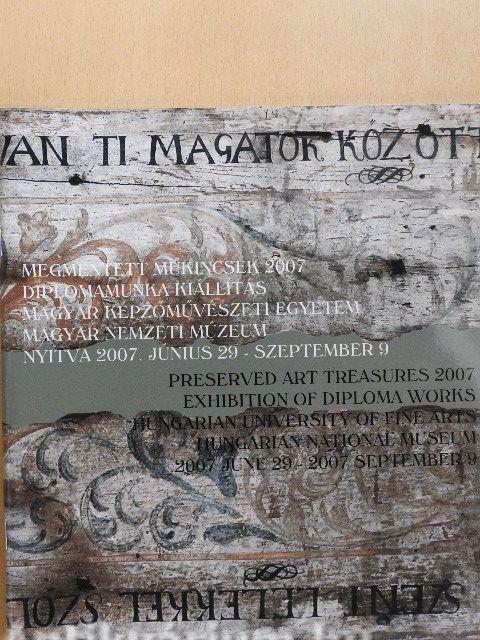 VAN TI MAGATOK KÖZÖTT
MEGMENTETT MŰKINCSEK 2007
DIPLOMAMUNKA KIÁLLÍTÁS
MAGYAR KÉPZŐMŰVÉSZETI EGYETEM
MAGYAR NEMZETI MÚZEUM
NYITVA 2007. JÚNIUS 29 - SZEPTEMBER 9
PRESERVED ART TREASURES 2007
EXHIBITION OF DIPLOMA WORKS
HUNGARIAN UNIVERSITY OF FINE ARTS
HUNGARIAN NATIONAL MUSEUM
2007 JUNE 29 - 2007 SEPTEMBER 9
SZENT LELEKKEL SZOL